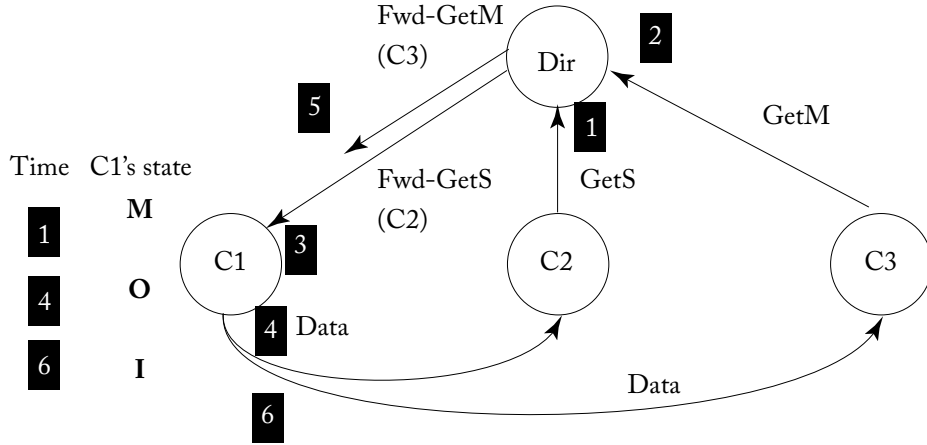 Fwd-GetM
(C3)
2
Dir
5
1
GetM
Time C1's state
Fwd-GetS
(C2)
GetS
M
1
3
C1
C2
C3
O
4
4
Data
6
I
Data
6